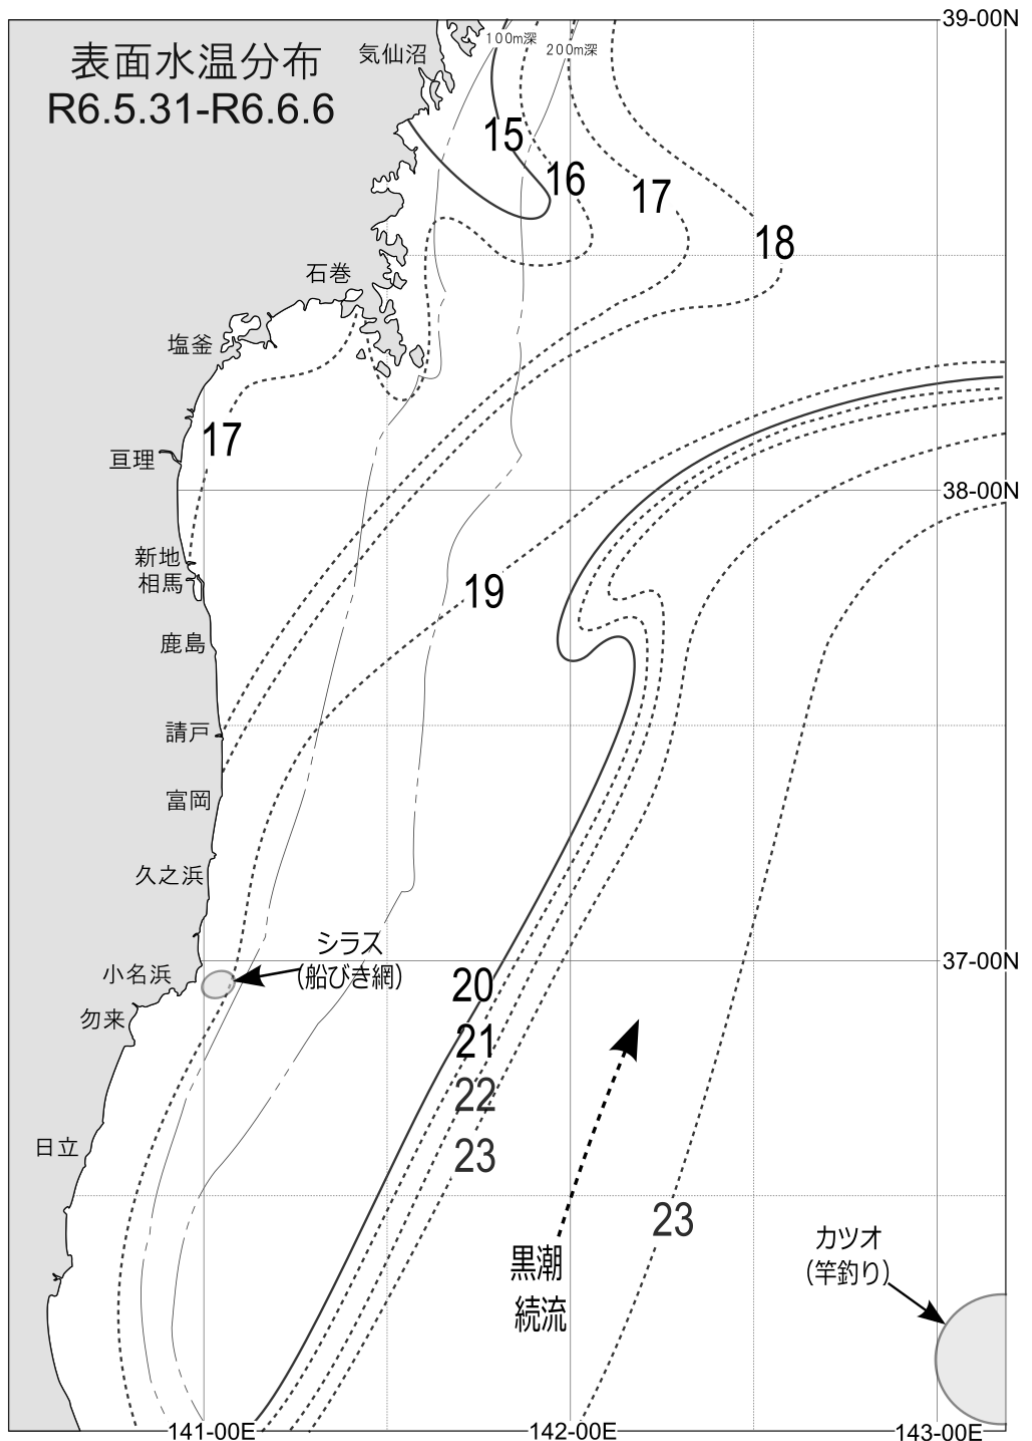 39-00N
100m深
気仙沼
200m深
表面水温分布
R6.5.31-R6.6.6
15
16
17
18
石巻
塩釜
17
亘理
38-00N
新地
相馬
19
鹿島
請戸
富岡
久之浜
シラス
(船びき網)
小名浜
37-00N
20
勿来
21
22
日立
23
23
カツオ
(竿釣り)
黒潮
続流
141-00E
142-00E
143-00E